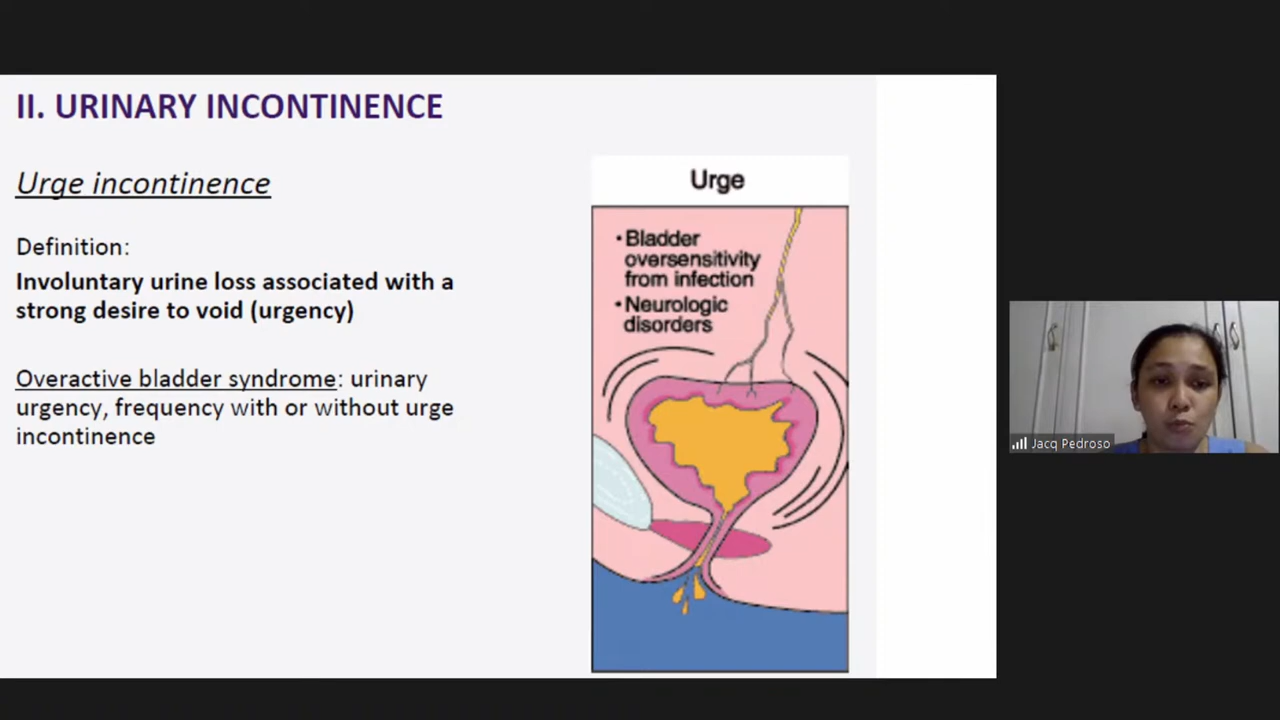 II. URINARY INCONTINENCE
Urge incontinence
Definition:
Involuntary urine loss associated with a
strong desire to void (urgency)
Overactive bladder syndrome: urinary
urgency, frequency with or without urge
incontinence
Urge
• Bladder
oversensitivity
from infection
• Neurologic
disorders
Jacq Pedroso